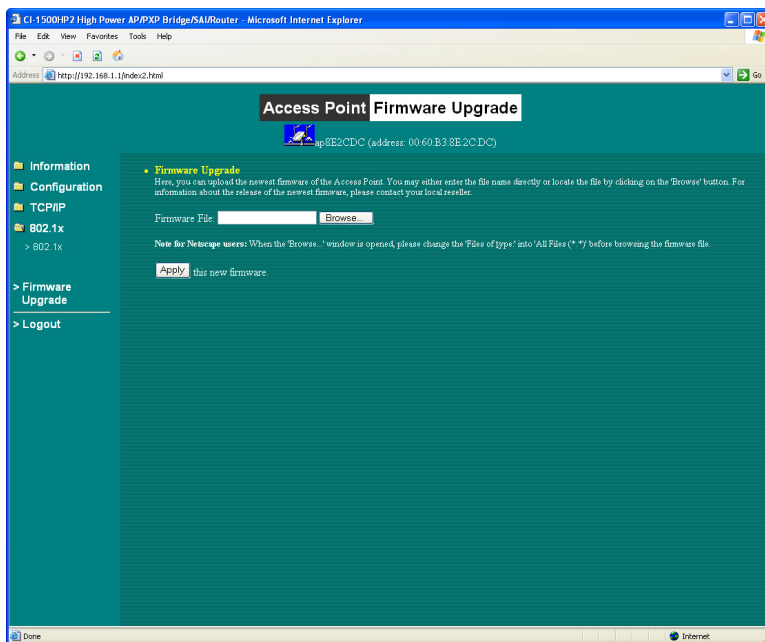 CI-1500HP2 High Power AP/PXP Bridge/SAI/Router - Microsoft Internet Explorer
File Edit View Favorites Tools Help
Address http://192.168.1.1/index2.html Go
Access Point Firmware Upgrade
ap8E2CDC (address: 00:60:B3:8E:2C:DC)
Information
Configuration
TCP/IP
802.1x
> 802.1x
> Firmware
Upgrade
> Logout
• Firmware Upgrade
Here, you can upload the newest firmware of the Access Point. You may either enter the file name directly or locate the file by clicking on the 'Browse' button. For
information about the release of the newest firmware, please contact your local reseller.
Firmware File: Browse...
Note for Netscape users: When the 'Browse...' window is opened, please change the 'Files of type:' into 'All Files (*.*)' before browsing the firmware file.
Apply this new firmware.
Done Internet